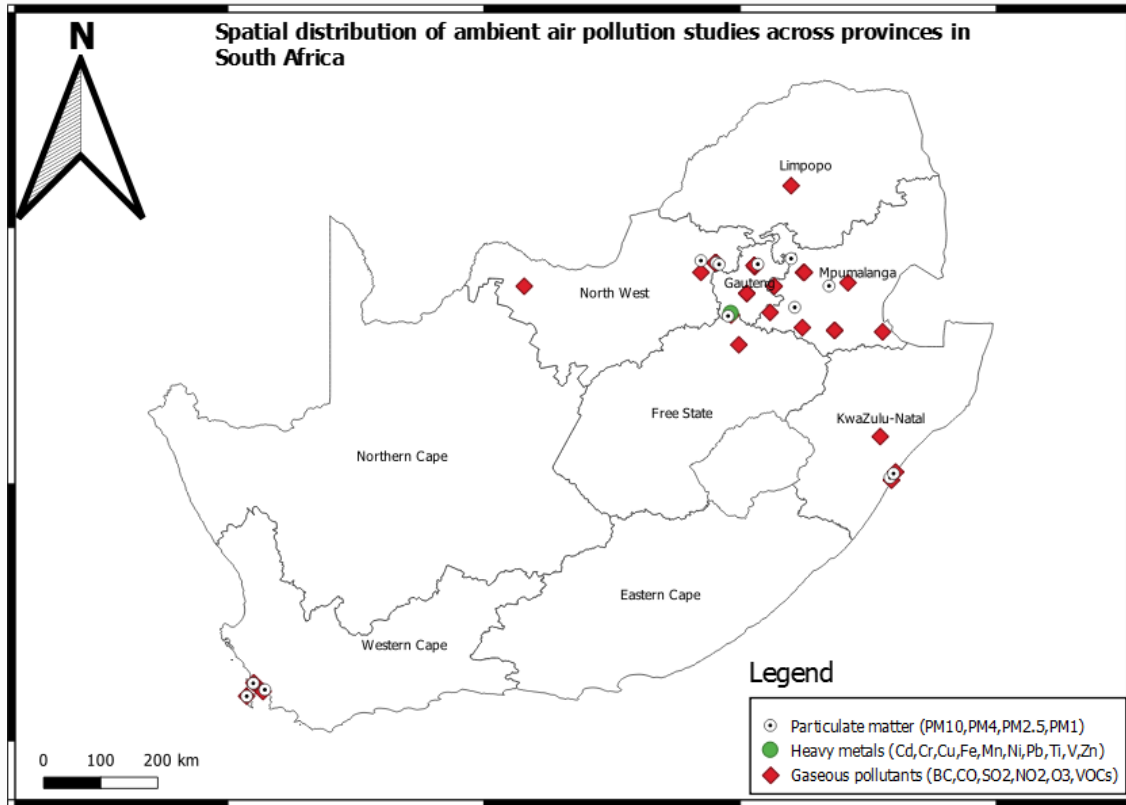 N
Spatial distribution of ambient air pollution studies across provinces in
South Africa
Limpopo
Mpumalanga
Gauteng
North West
Free State
KwaZulu-Natal
Northern Cape
Eastern Cape
Western Cape
Legend
Particulate matter (PM10,PM4,PM2.5,PM1)
Heavy metals (Cd,Cr,Cu,Fe,Mn,Ni,Pb,Ti,V,Zn)
Gaseous pollutants (BC,CO,SO2,NO2,O3,VOCs)
0 100 200 km